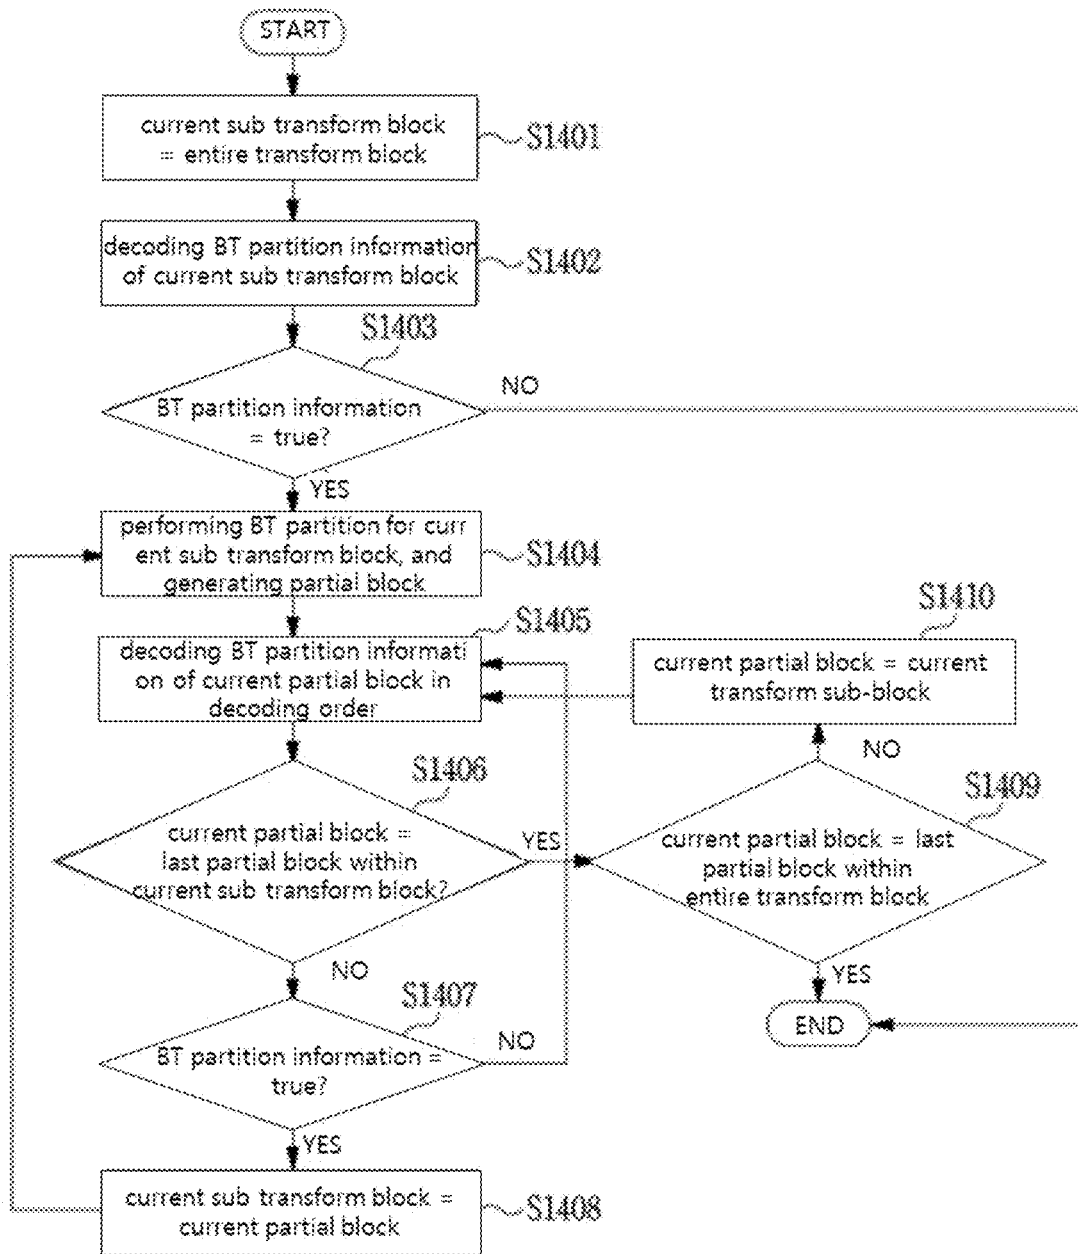 START
current sub transform block
= entire transform block
S1401
decoding BT partition information
of current sub transform block
S1402
S1403
BT partition information
= true?
NO
YES
performing BT partition for curr
ent sub transform block, and
generating partial block
S1404
S1405
decoding BT partition informati
on of current partial block in
decoding order
S1410
current partial block = current
transform sub-block
S1406
current partial block =
last partial block within
current sub transform block?
YES
NO
NO
S1409
current partial block = last
partial block within
entire transform block
YES
END
S1407
BT partition information =
true?
NO
YES
current sub transform block =
current partial block
S1408